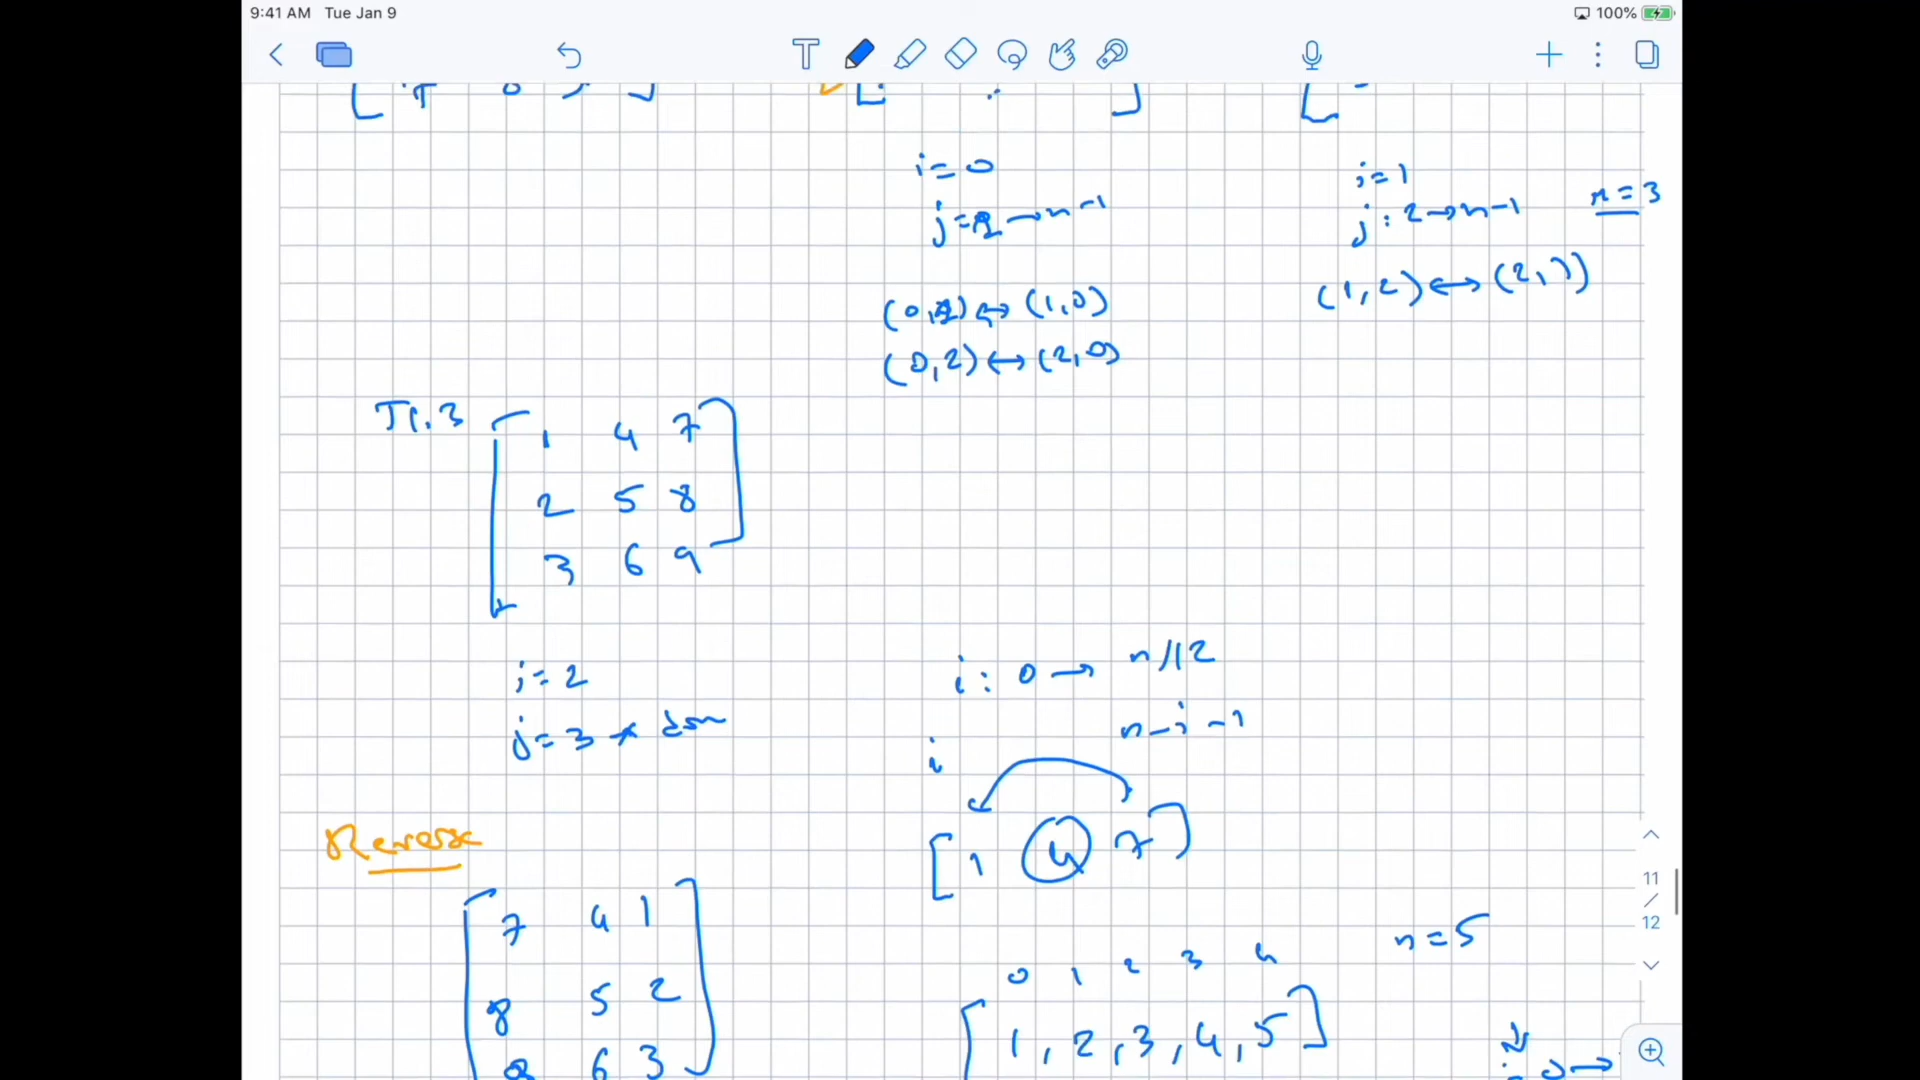 9:41 AM Tue Jan 9
100%
i = 0
j = 1 → n-1
(0,1) ↔ (1,0)
(0,2) ↔ (2,0)
i = 1
j : 2 → n-1
n = 3
(1,2) ↔ (2,1)
1 4 7
2 5 8
3 6 9
i = 2
j = 3 →
i : 0 → n//2
i
n-i-1
[1 4 7]
Reverse
7 4 1
8 5 2
9 6 3
n = 5
0 1 2 3 4
[1, 2, 3, 4, 5]
11
/
12